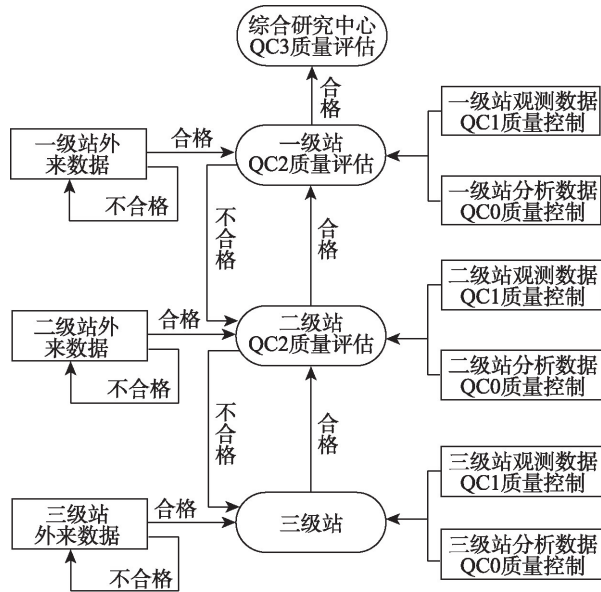 综合研究中心
QC3质量评估
合格
一级站观测数据
QC1质量控制
一级站外
来数据
合格
一级站
QC2质量评估
不合格
一级站分析数据
QC0质量控制
不合格
合格
二级站观测数据
QC1质量控制
二级站外
来数据
合格
二级站
QC2质量评估
不合格
二级站分析数据
QC0质量控制
不合格
合格
三级站观测数据
QC1质量控制
三级站
外来数据
合格
三级站
不合格
三级站分析数据
QC0质量控制